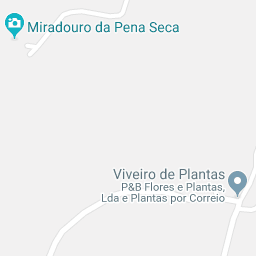 Miradouro da Pena Seca
Viveiro de Plantas
P&B Flores e Plantas,
Lda e Plantas por Correio